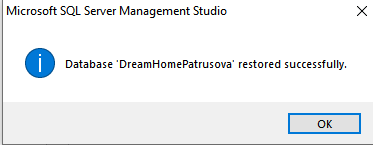 Microsoft SQL Server Management Studio
Database 'DreamHomePatrusova' restored successfully.
OK